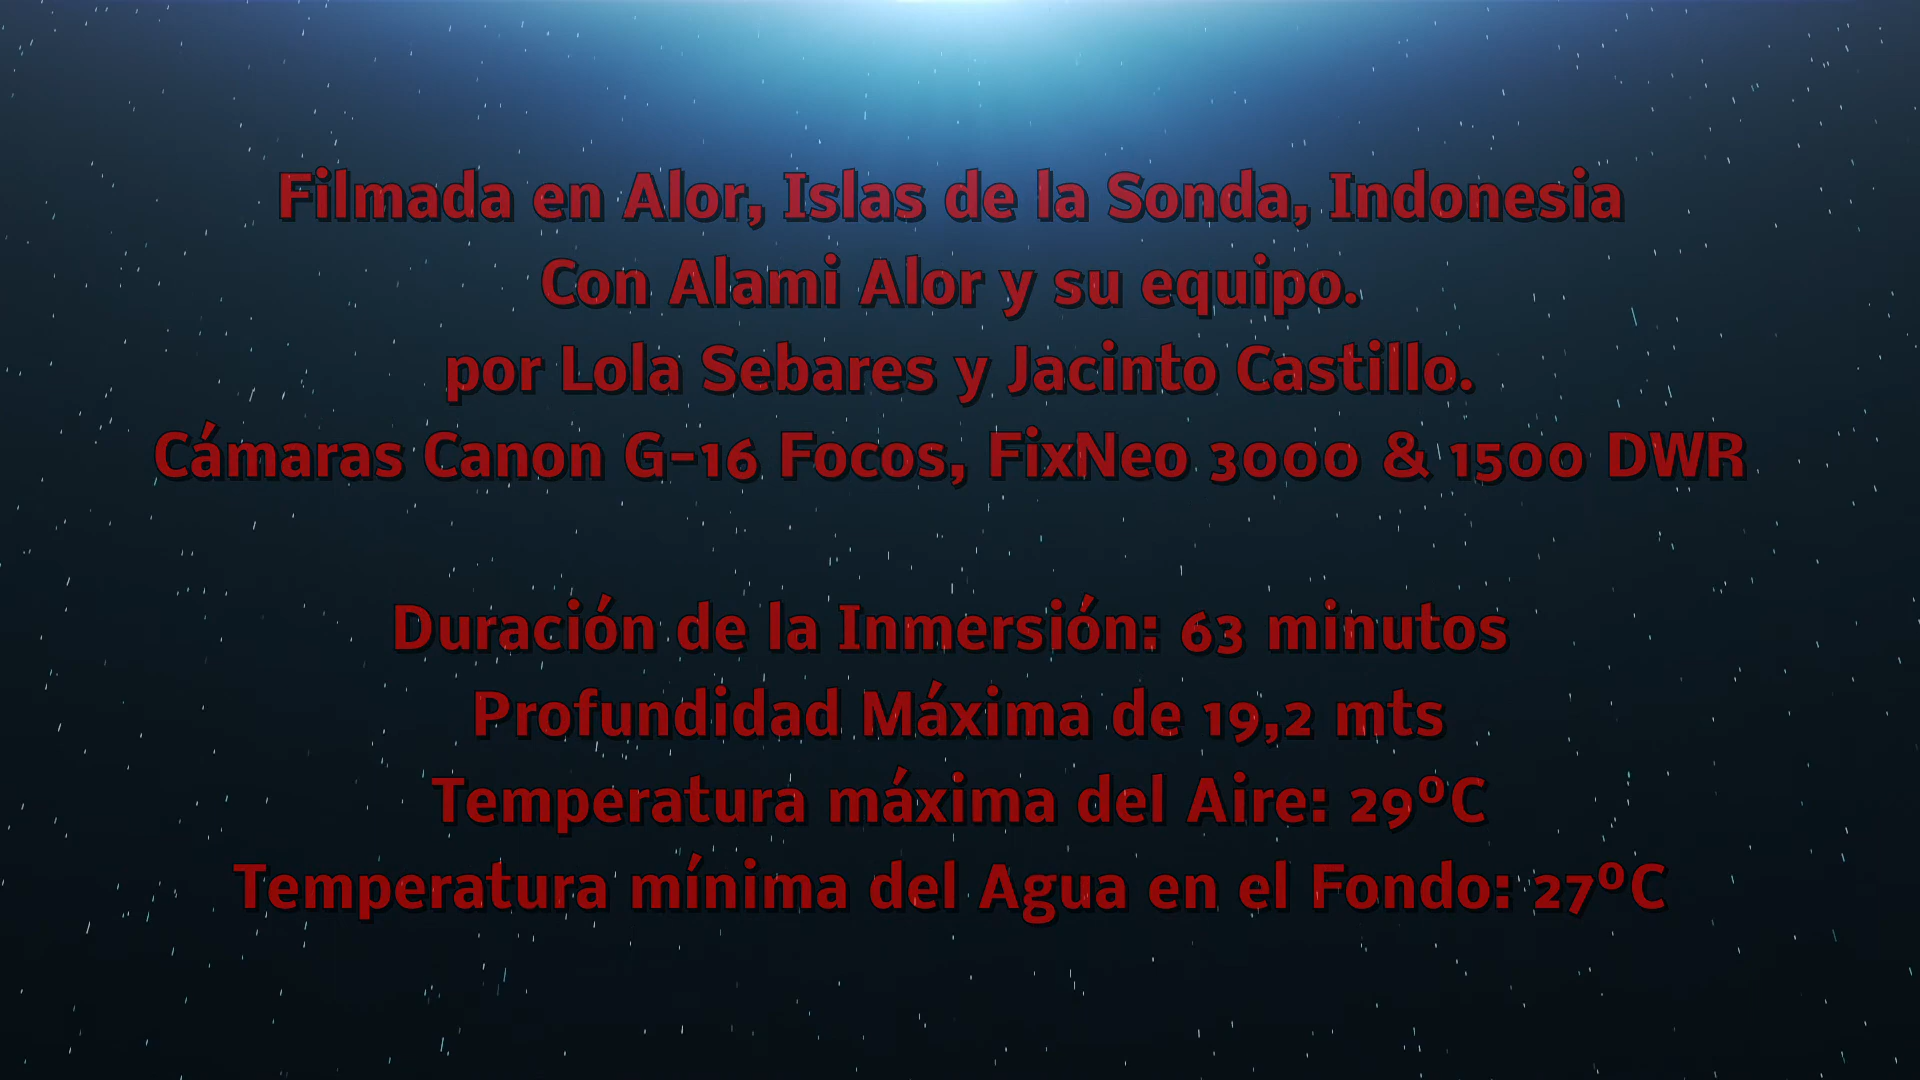 Filmada en Alor, Islas de la Sonda, Indonesia
Con Alami Alor y su equipo.
por Lola Sebares y Jacinto Castillo.
Cámaras Canon G-16 Focos, FixNeo 3000 & 1500 DWR
Duración de la Inmersión: 63 minutos
Profundidad Máxima de 19,2 mts
Temperatura máxima del Aire: 29ºC
Temperatura mínima del Agua en el Fondo: 27ºC